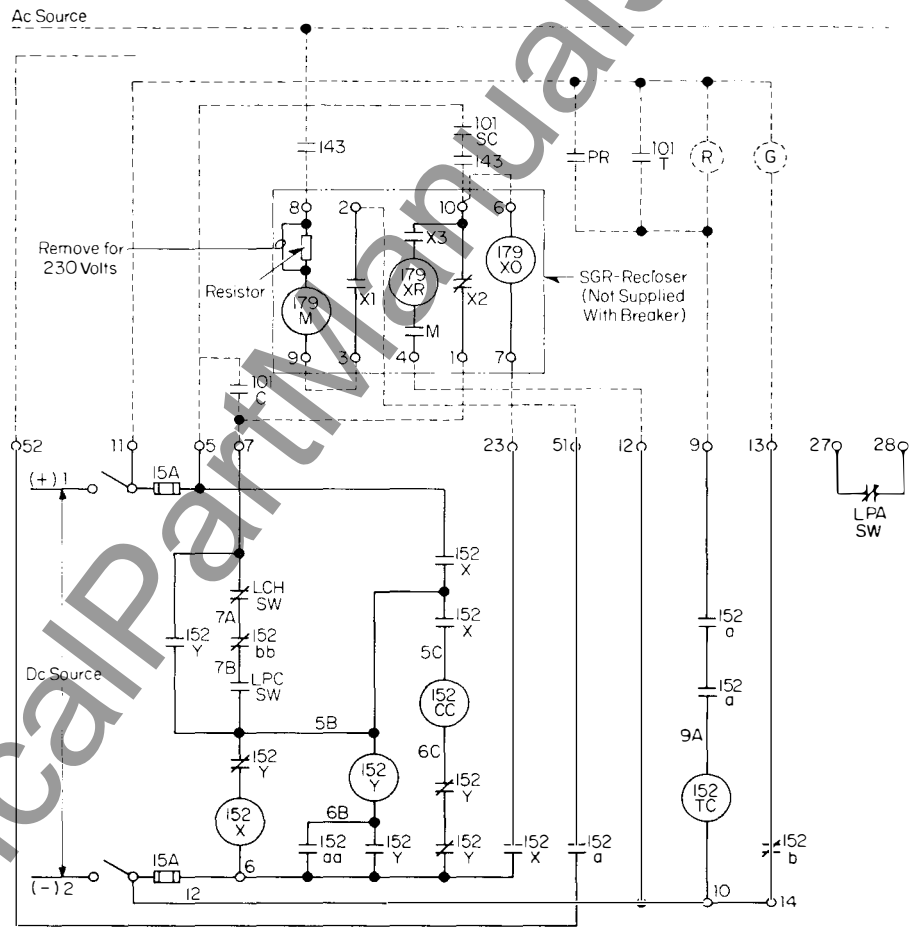 Ac Source
143
101
SC
143
PR
101
T
R
G
8
2
10
6
Remove for
230 Volts
Resistor
X3
179
M
X1
179
XR
X2
179
XO
SGR-Recloser
(Not Supplied
With Breaker)
M
9
3
4
1
7
101
C
52
11
5
7
23
51
12
9
13
27
28
(+) 1
15A
LPA
SW
152
X
LCH
SW
7A
152
Y
152
bb
7B
LPC
SW
152
X
5C
152
a
152
a
Dc Source
152
CC
5B
9A
6C
152
Y
152
Y
152
Y
152
TC
152
X
6B
152
aa
152
Y
152
Y
152
X
152
a
152
b
6
15A
(-) 2
12
10
14
CalPartManuals